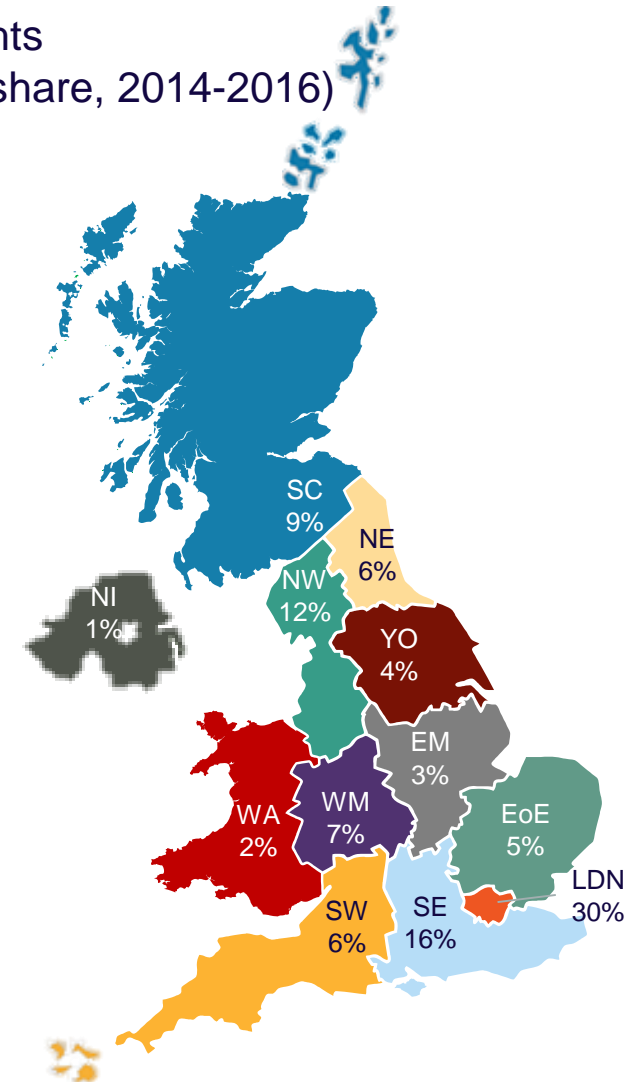 nts
share, 2014-2016)
SC
9%
NE
6%
NW
12%
NI
1%
YO
4%
EM
3%
WM
7%
WA
2%
EoE
5%
LDN
30%
SW
6%
SE
16%